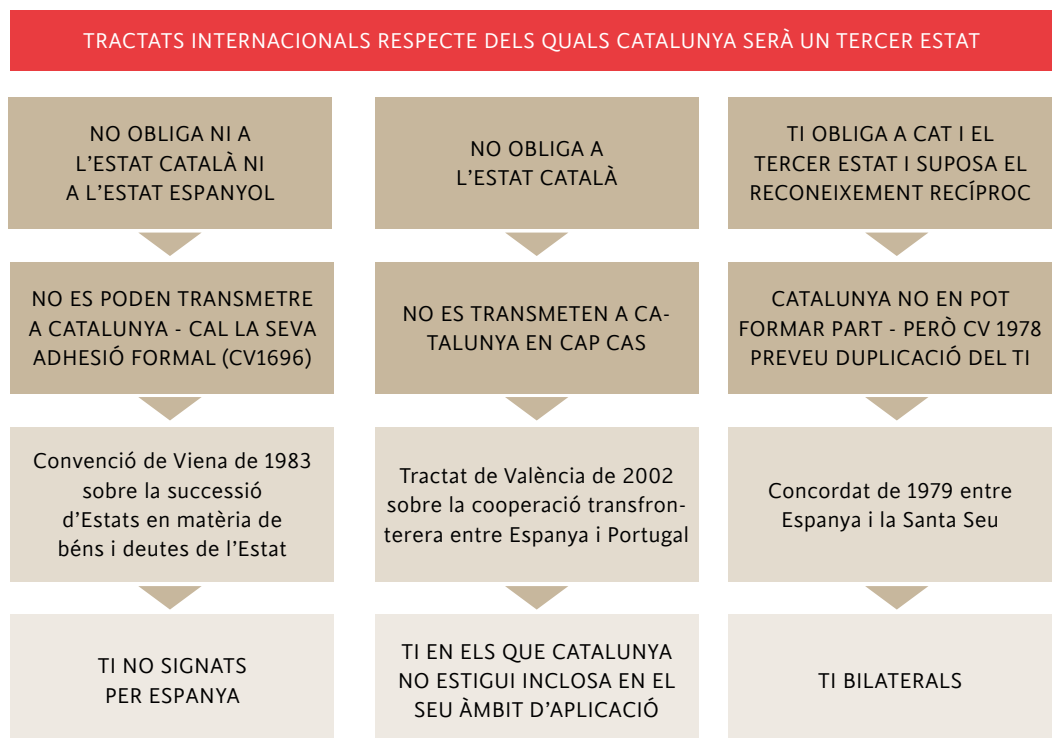 TRACTATS INTERNACIONALS RESPECTE DELS QUALS CATALUNYA SERÀ UN TERCER ESTAT
NO OBLIGA NI A
L'ESTAT CATALÀ NI
A L'ESTAT ESPANYOL
NO ES PODEN TRANSMETRE
A CATALUNYA - CAL LA SEVA
ADHESIÓ FORMAL (CV1696)
Convenció de Viena de 1983
sobre la successió
d'Estats en matèria de
béns i deutes de l'Estat
TI NO SIGNATS
PER ESPANYA
NO OBLIGA A
L'ESTAT CATALÀ
NO ES TRANSMETEN A CA-
TALUNYA EN CAP CAS
Tractat de València de 2002
sobre la cooperació transfron-
terera entre Espanya i Portugal
TI EN ELS QUE CATALUNYA
NO ESTIGUI INCLOSA EN EL
SEU ÀMBIT D'APLICACIÓ
TI OBLIGA A CAT I EL
TERCER ESTAT I SUPOSA EL
RECONEIXEMENT RECÍPROC
CATALUNYA NO EN POT
FORMAR PART - PERÒ CV 1978
PREVEU DUPLICACIÓ DEL TI
Concordat de 1979 entre
Espanya i la Santa Seu
TI BILATERALS